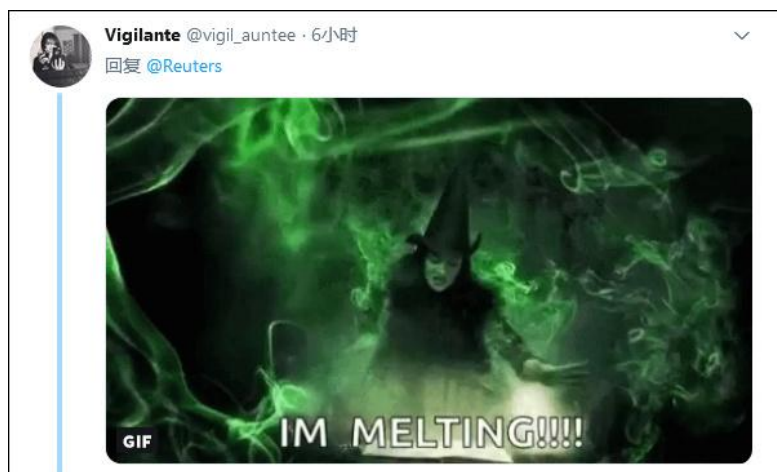 Vigilante @vigil_auntee · 6小时
回复 @Reuters
IM MELTING!!!!
GIF